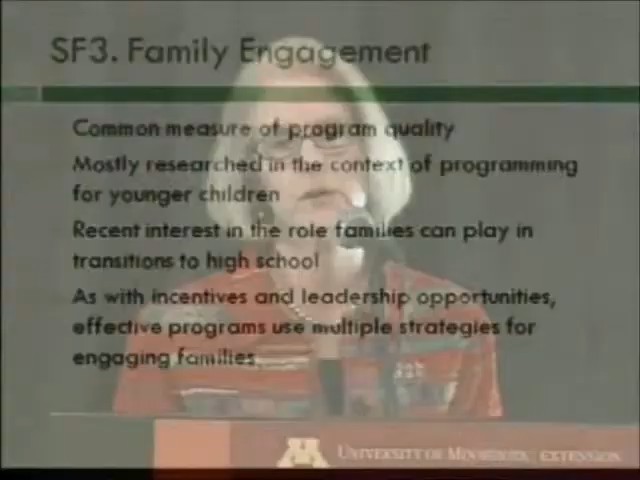 SF3. Family Engagement
Common measure of program quality
Mostly researched in the context of programming
for younger children
Recent interest in the role families can play in
transitions to high school
As with incentives and leadership opportunities,
effective programs use multiple strategies for
engaging families.
M
UNIVERSITY OF MINNESOTA EXTENSION